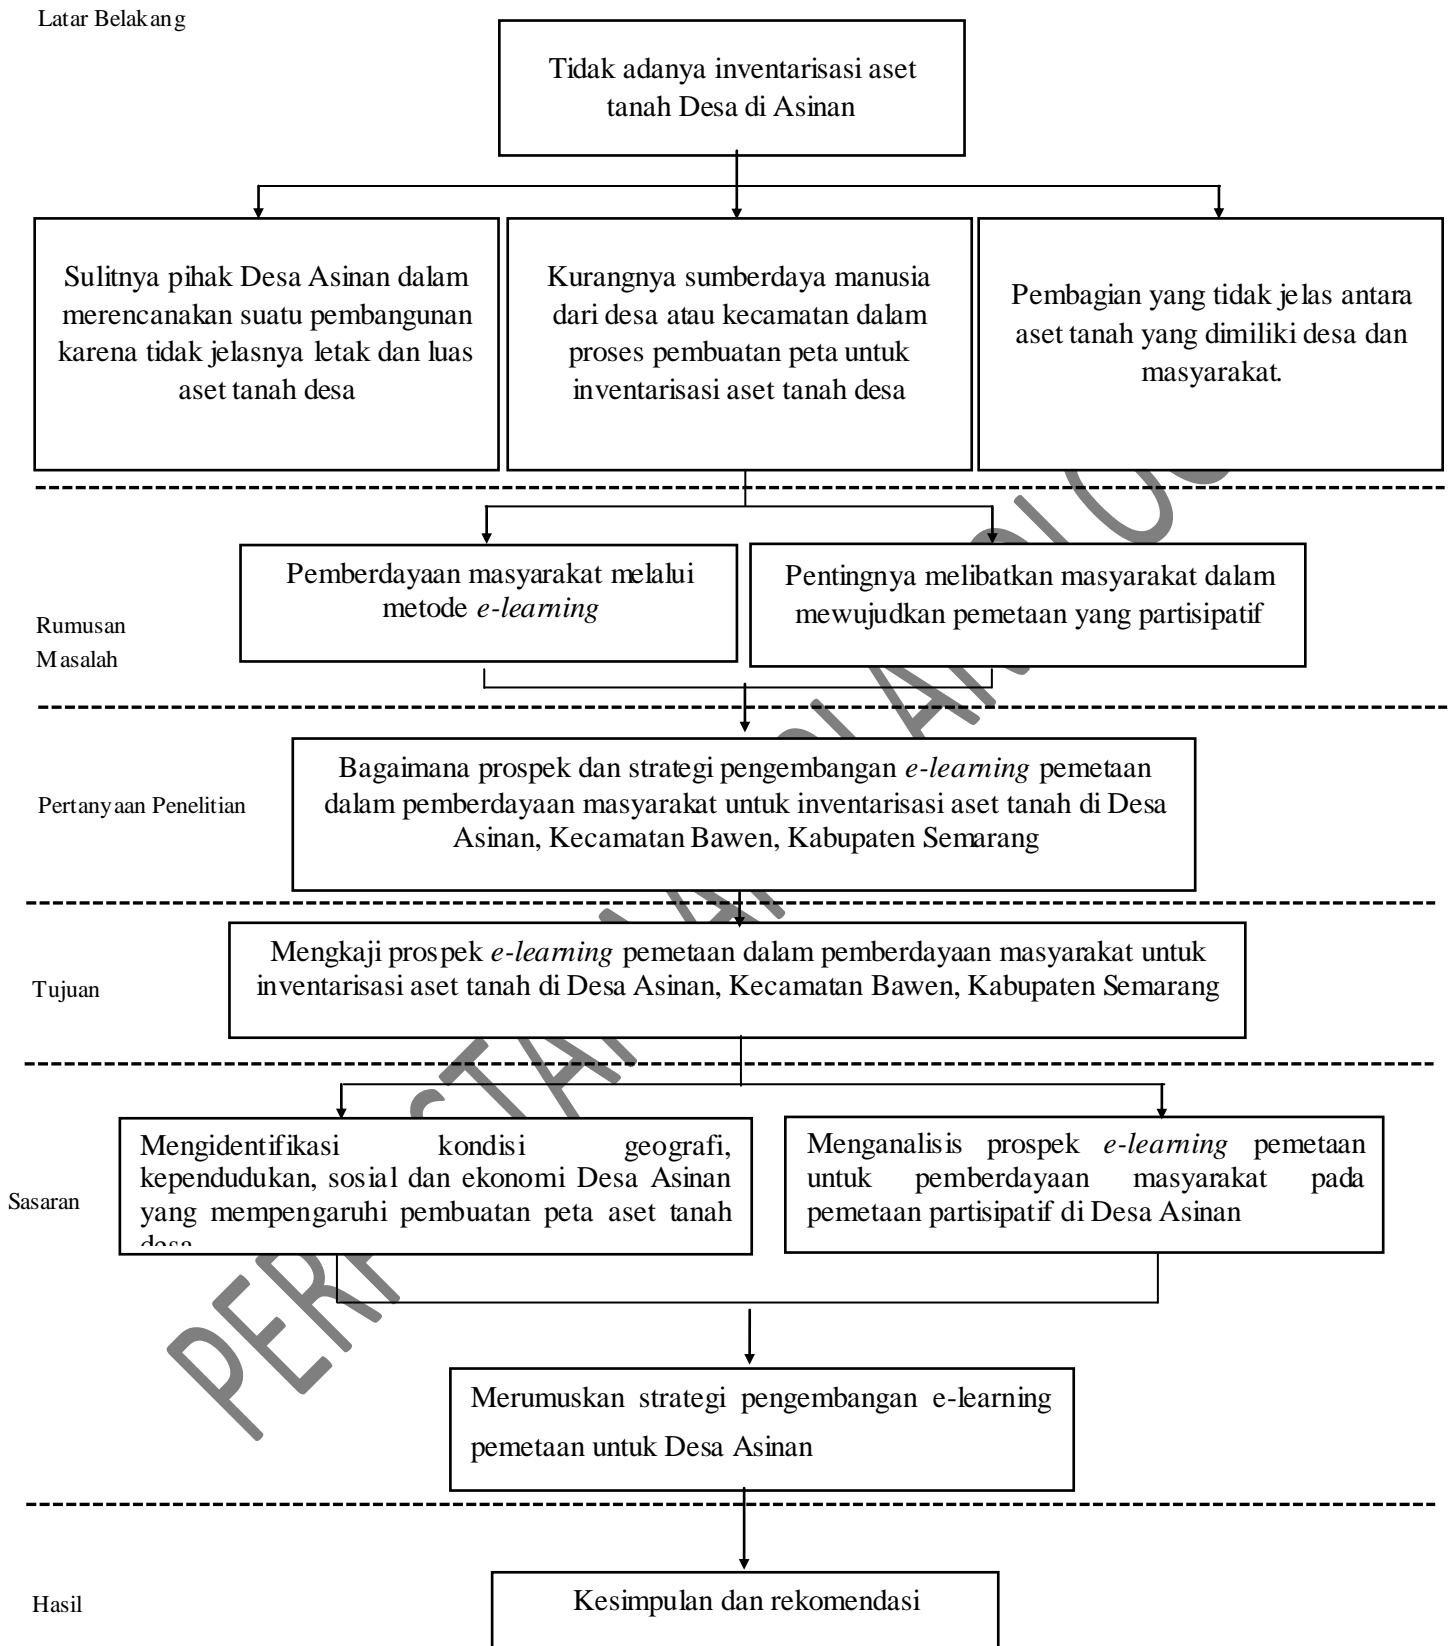 Latar Belakang
Tidak adanya inventarisasi aset
tanah Desa di Asinan
Sulitnya pihak Desa Asinan dalam
merencanakan suatu pembangunan
karena tidak jelasnya letak dan luas
aset tanah desa
Kurangnya sumberdaya manusia
dari desa atau kecamatan dalam
proses pembuatan peta untuk
inventarisasi aset tanah desa
Pembagian yang tidak jelas antara
aset tanah yang dimiliki desa dan
masyarakat.
Rumusan
Masalah
Pemberdayaan masyarakat melalui
metode e-learning
Pentingnya melibatkan masyarakat dalam
mewujudkan pemetaan yang partisipatif
Pertanyaan Penelitian
Bagaimana prospek dan strategi pengembangan e-learning pemetaan
dalam pemberdayaan masyarakat untuk inventarisasi aset tanah di Desa
Asinan, Kecamatan Bawen, Kabupaten Semarang
Tujuan
Mengkaji prospek e-learning pemetaan dalam pemberdayaan masyarakat untuk
inventarisasi aset tanah di Desa Asinan, Kecamatan Bawen, Kabupaten Semarang
Sasaran
Mengidentifikasi kondisi geografi,
kependudukan, sosial dan ekonomi Desa Asinan
yang mempengaruhi pembuatan peta aset tanah
desa
Menganalisis prospek e-learning pemetaan
untuk pemberdayaan masyarakat pada
pemetaan partisipatif di Desa Asinan
Merumuskan strategi pengembangan e-learning
pemetaan untuk Desa Asinan
Hasil
Kesimpulan dan rekomendasi